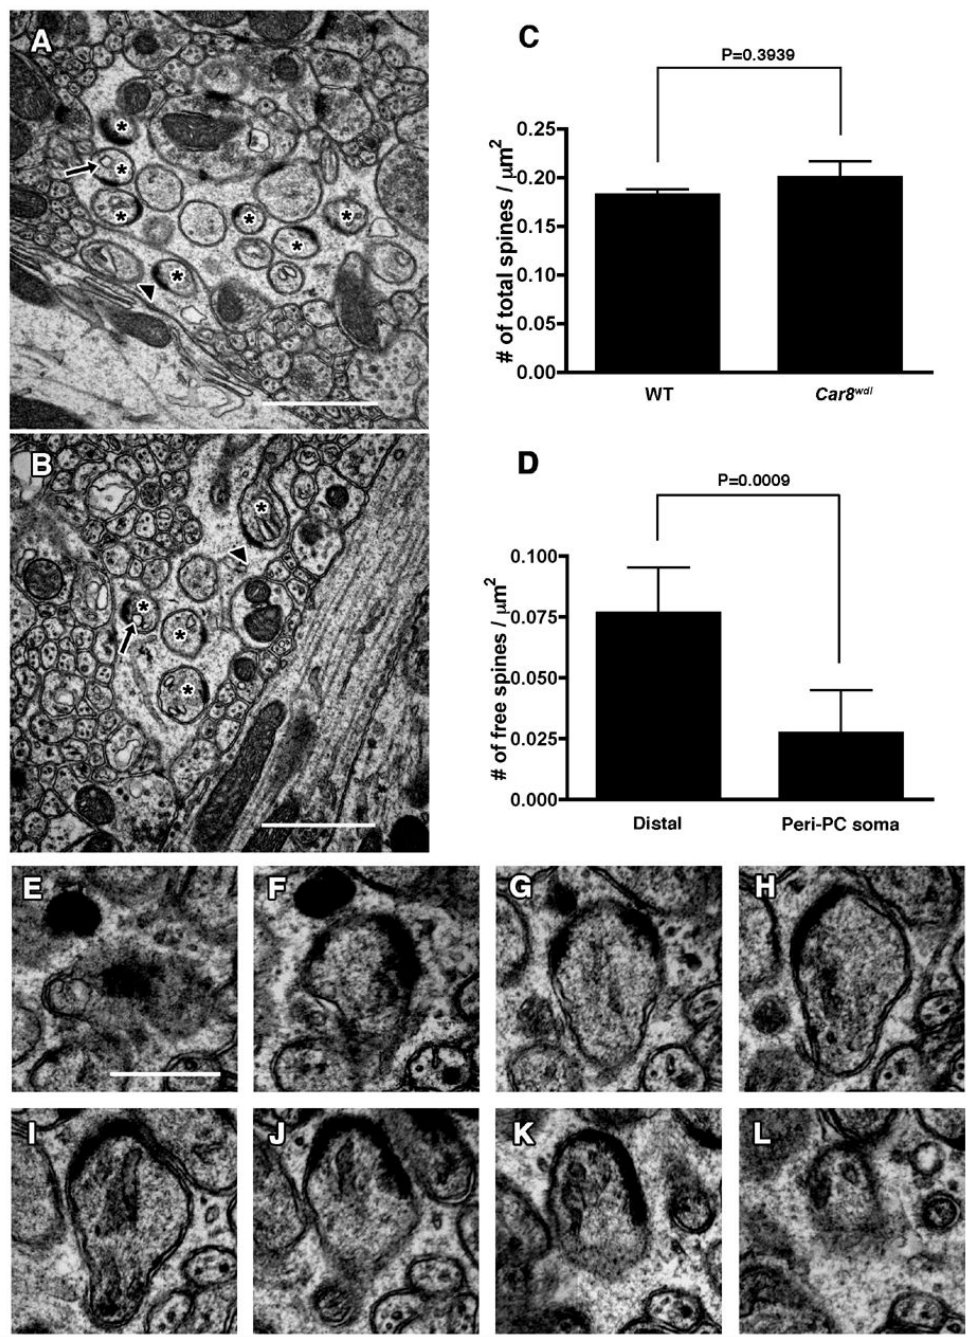 A
B
C
P=0.3939
# of total spines / µm²
0.25
0.20
0.15
0.10
0.05
0.00
WT
Car8ʷᵈˡ
D
P=0.0009
# of free spines / µm²
0.100
0.075
0.050
0.025
0.000
Distal
Peri-PC soma
E
F
G
H
I
J
K
L